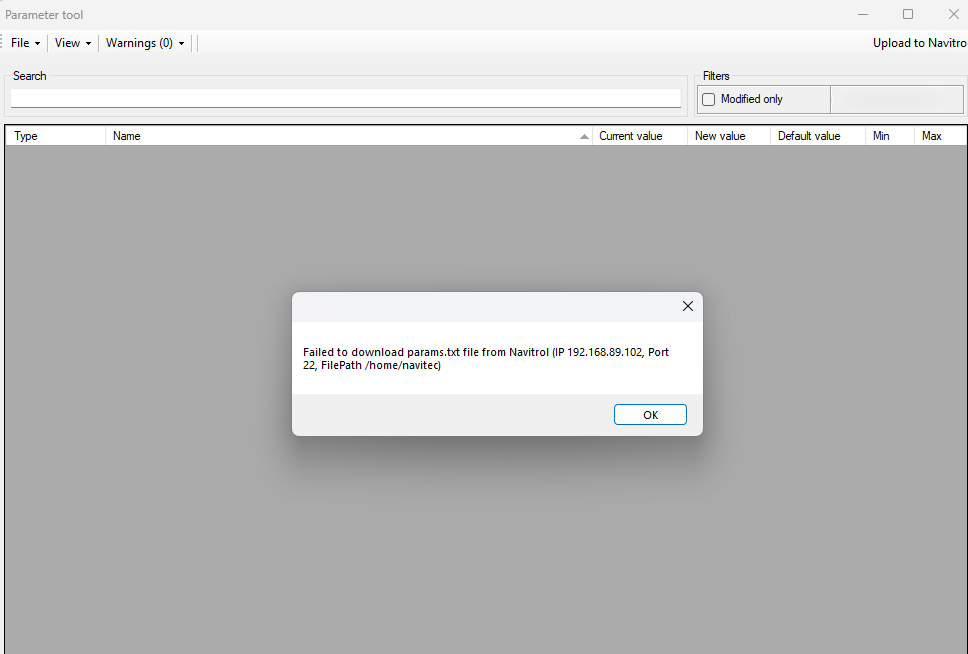 Parameter tool
File View Warnings (0) Upload to Navitro
Search Filters
Modified only
Type Name Current value New value Default value Min Max
Failed to download params.txt file from Navitrol (IP 192.168.89.102, Port
22, FilePath /home/navitec)
OK